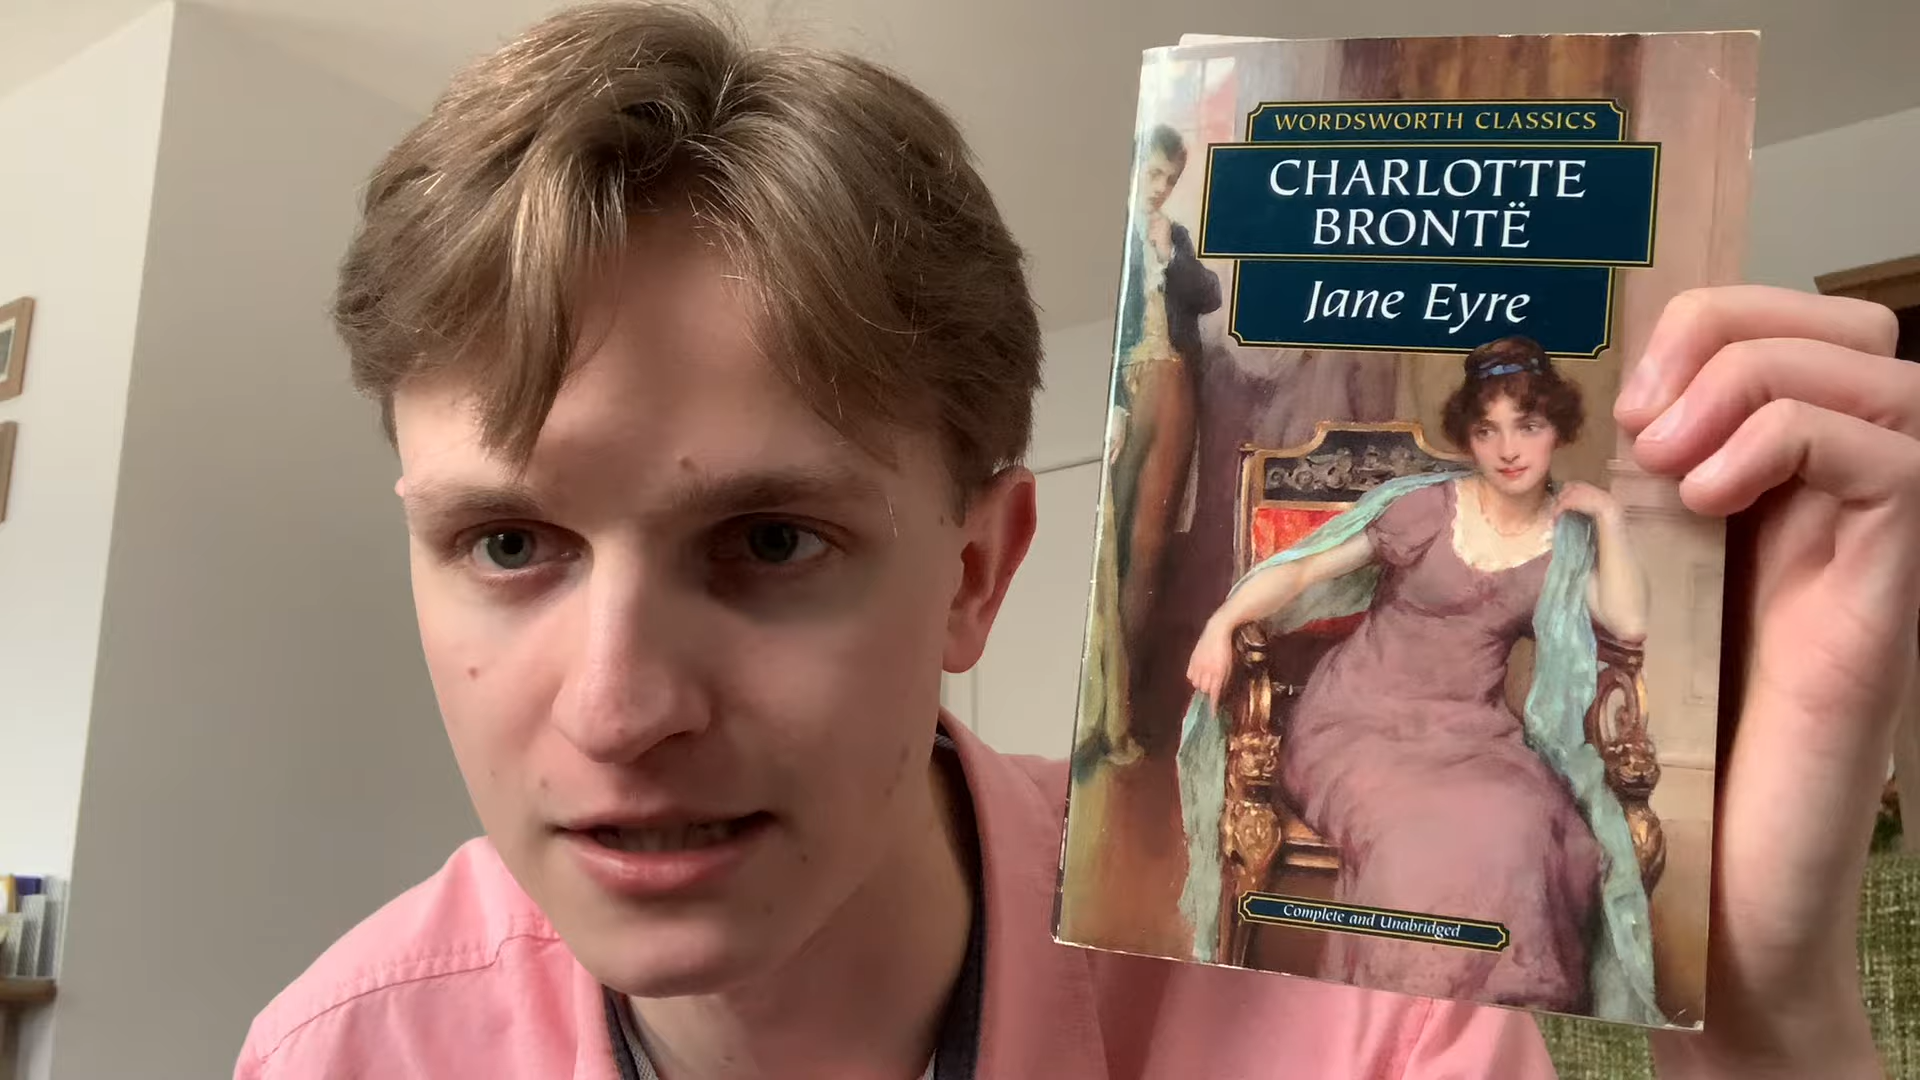 WORDSWORTH CLASSICS
CHARLOTTE
BRONTË
Jane Eyre
Complete and Unabridged